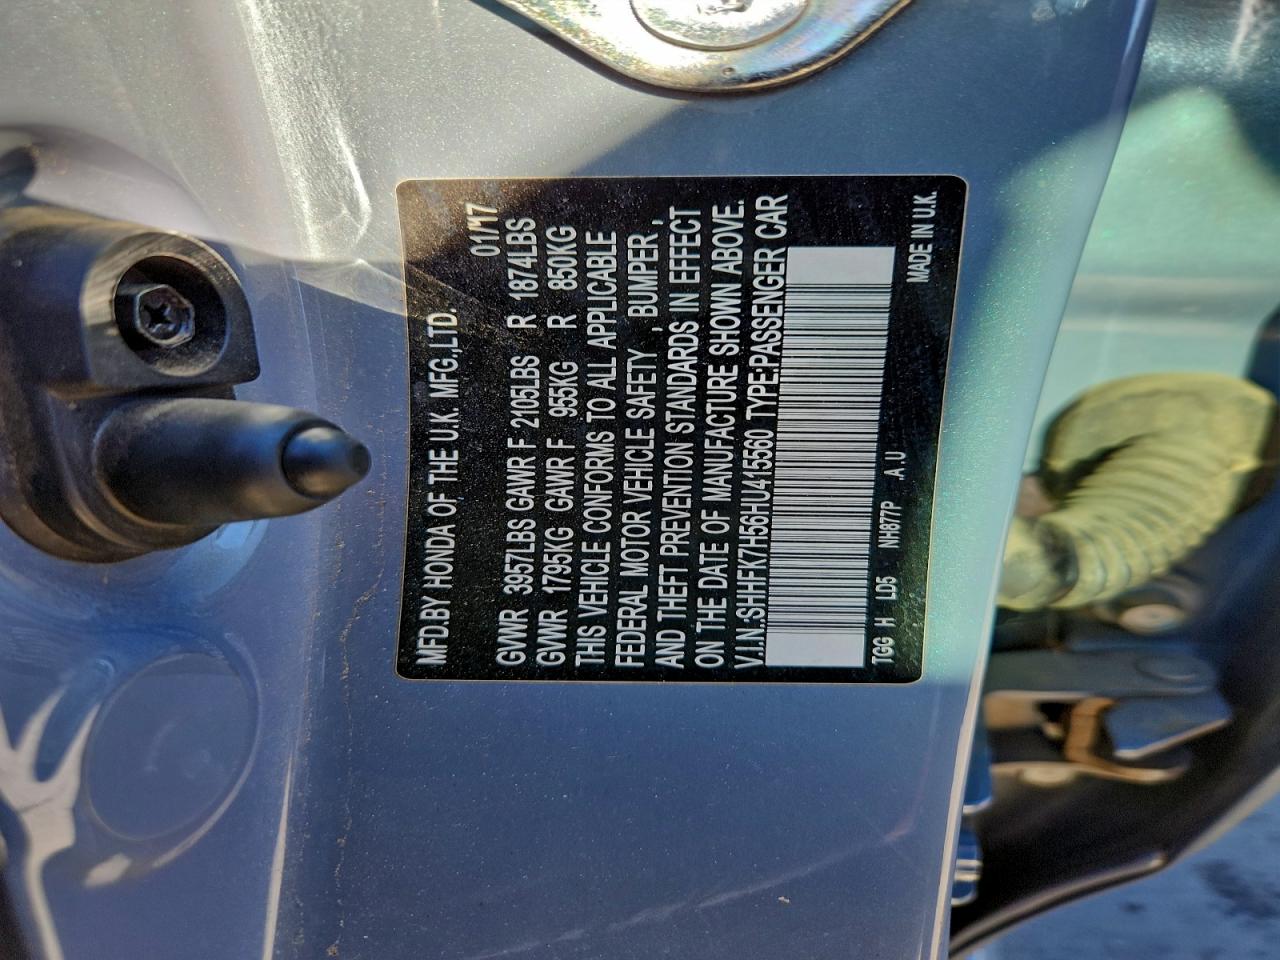 MFD.BY HONDA OF THE U.K. MFG.,LTD. 01/17
GVWR 3957LBS GAWR F 2105LBS R 1874LBS
GVWR 1795KG GAWR F 955KG R 850KG
THIS VEHICLE CONFORMS TO ALL APPLICABLE
FEDERAL MOTOR VEHICLE SAFETY , BUMPER ,
AND THEFT PREVENTION STANDARDS IN EFFECT
ON THE DATE OF MANUFACTURE SHOWN ABOVE.
V.I.N.:SHHFK7H56HU415560 TYPE:PASSENGER CAR
TGG H LD5 NH877P .A.U MADE IN U.K.